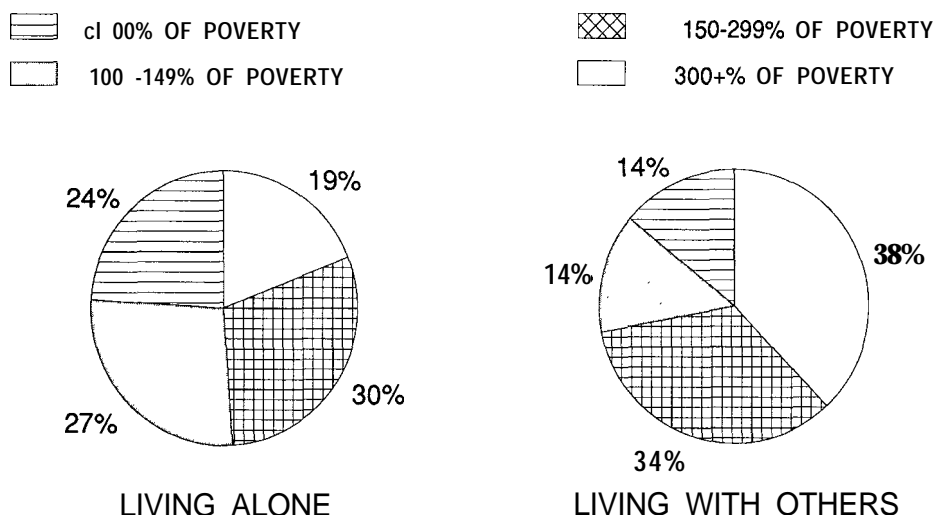 cl 00% OF POVERTY
150-299% OF POVERTY
100 -149% OF POVERTY
300+% OF POVERTY
24%
19%
27%
30%
14%
38%
14%
34%
LIVING ALONE
LIVING WITH OTHERS